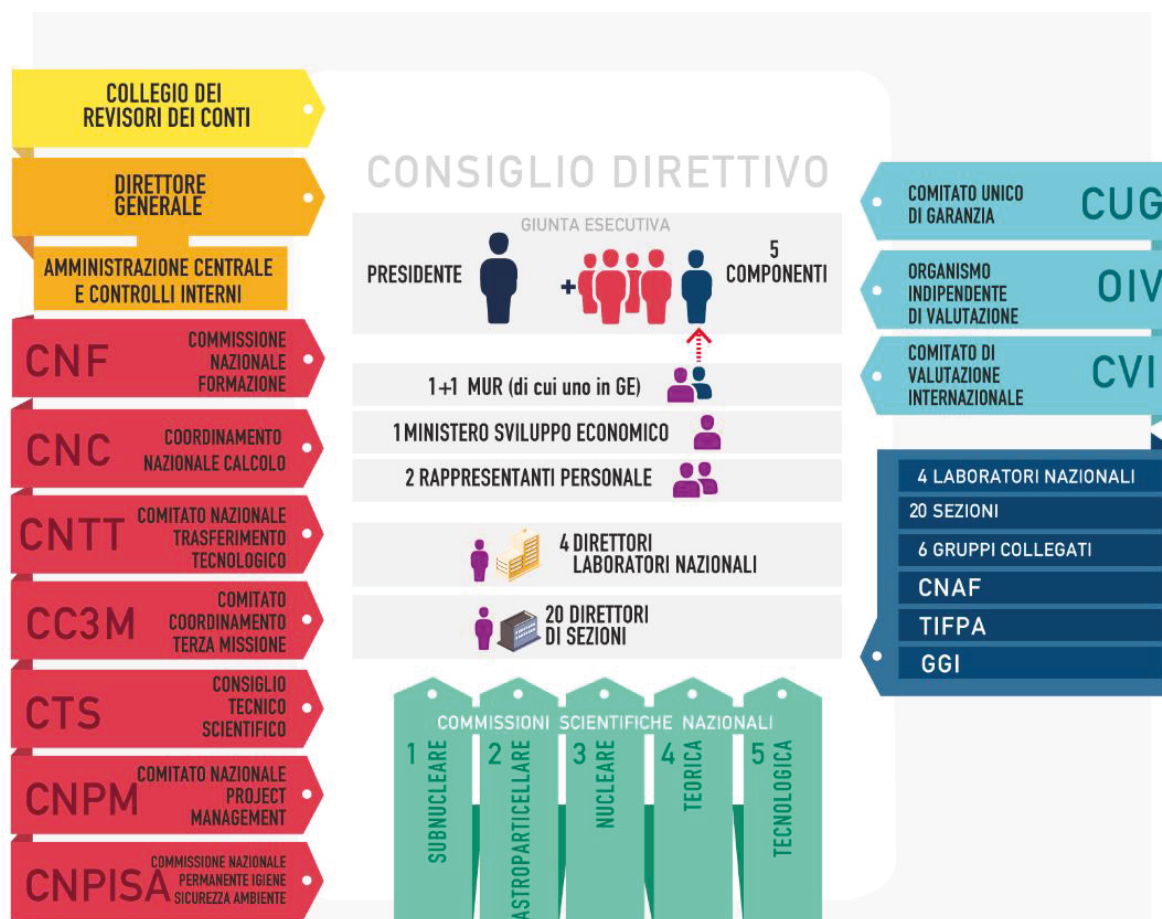 COLLEGIO DEI
REVISORI DEI CONTI
DIRETTORE
GENERALE
AMMINISTRAZIONE CENTRALE
E CONTROLLI INTERNI
CNF
COMMISSIONE
NAZIONALE
FORMAZIONE
CNC
COORDINAMENTO
NAZIONALE CALCOLO
CNTT
COMITATO NAZIONALE
TRASFERIMENTO
TECNOLOGICO
CC3M
COMITATO
COORDINAMENTO
TERZA MISSIONE
CTS
CONSIGLIO
TECNICO
SCIENTIFICO
CNPM
COMITATO NAZIONALE
PROJECT
MANAGEMENT
CNPISA
COMMISSIONE NAZIONALE
PERMANENTE IGIENE
SICUREZZA AMBIENTE
CONSIGLIO DIRETTIVO
GIUNTA ESECUTIVA
PRESIDENTE
+
5
COMPONENTI
1+1 MUR (di cui uno in GE)
1 MINISTERO SVILUPPO ECONOMICO
2 RAPPRESENTANTI PERSONALE
4 DIRETTORI
LABORATORI NAZIONALI
20 DIRETTORI
DI SEZIONI
COMMISSIONI SCIENTIFICHE NAZIONALI
1 SUBNUCLEARE
2 ASTROPARTICELLARE
3 NUCLEARE
4 TEORICA
5 TECNOLOGICA
COMITATO UNICO
DI GARANZIA
CUG
ORGANISMO
INDIPENDENTE
DI VALUTAZIONE
OIV
COMITATO DI
VALUTAZIONE
INTERNAZIONALE
CVI
4 LABORATORI NAZIONALI
20 SEZIONI
6 GRUPPI COLLEGATI
CNAF
TIFPA
GGI